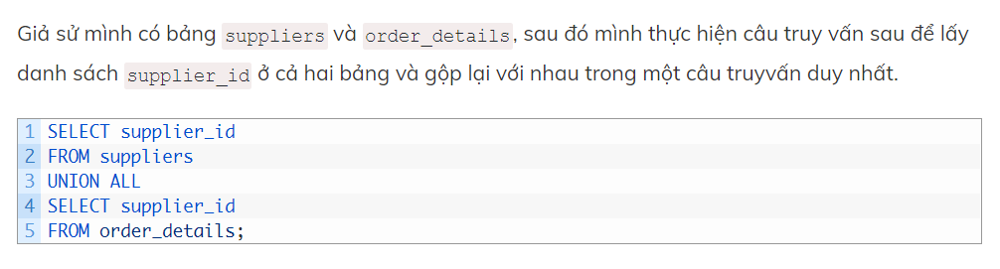 Giả sử mình có bảng suppliers và order_details, sau đó mình thực hiện câu truy vấn sau để lấy
danh sách supplier_id ở cả hai bảng và gộp lại với nhau trong một câu truyvấn duy nhất.
1 SELECT supplier_id
2 FROM suppliers
3 UNION ALL
4 SELECT supplier_id
5 FROM order_details;